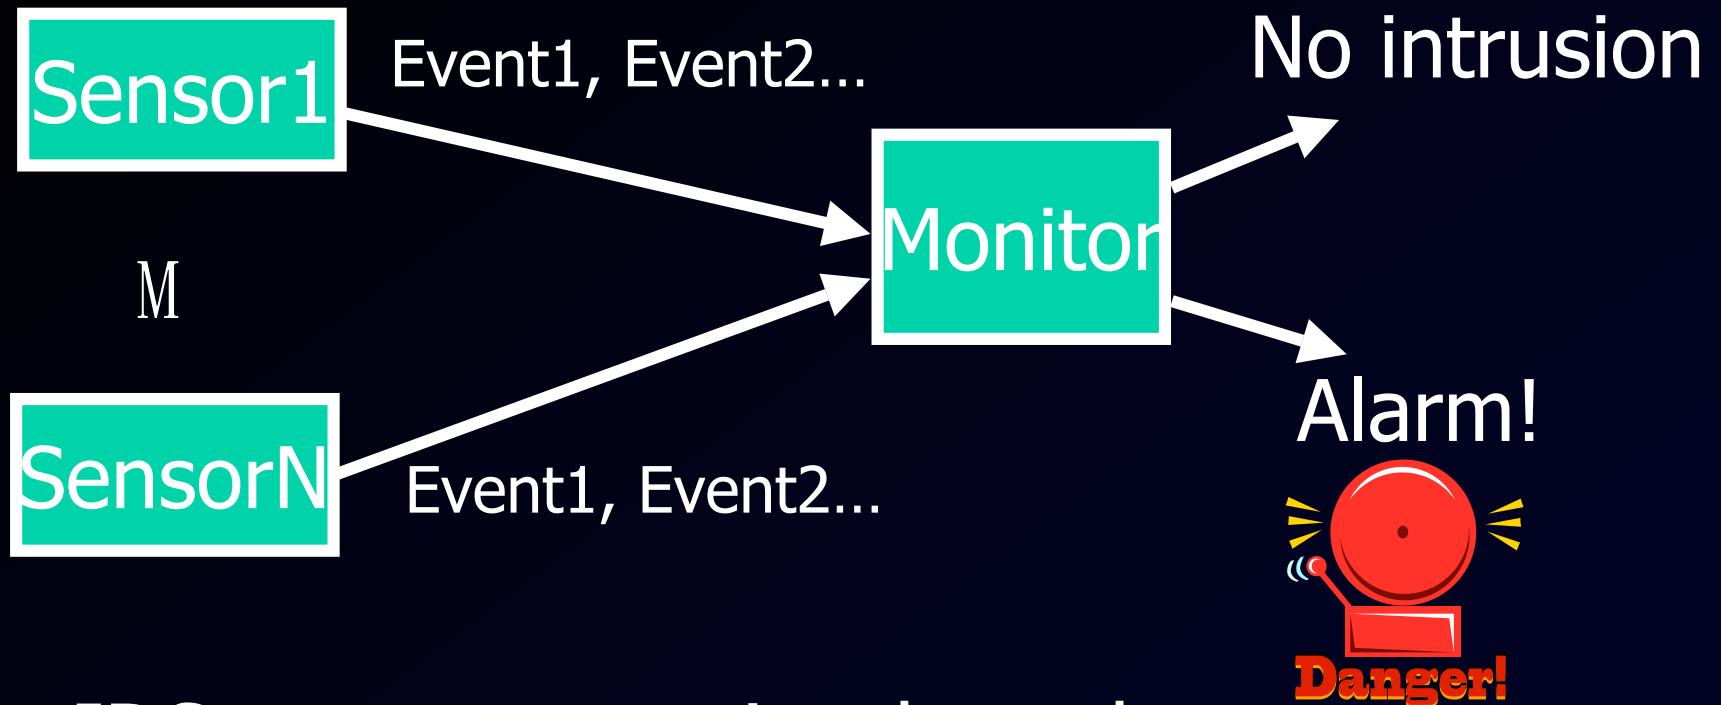 Sensor1
Event1, Event2...
No intrusion
Monitor
M
Alarm!
SensorN
Event1, Event2...
Danger!